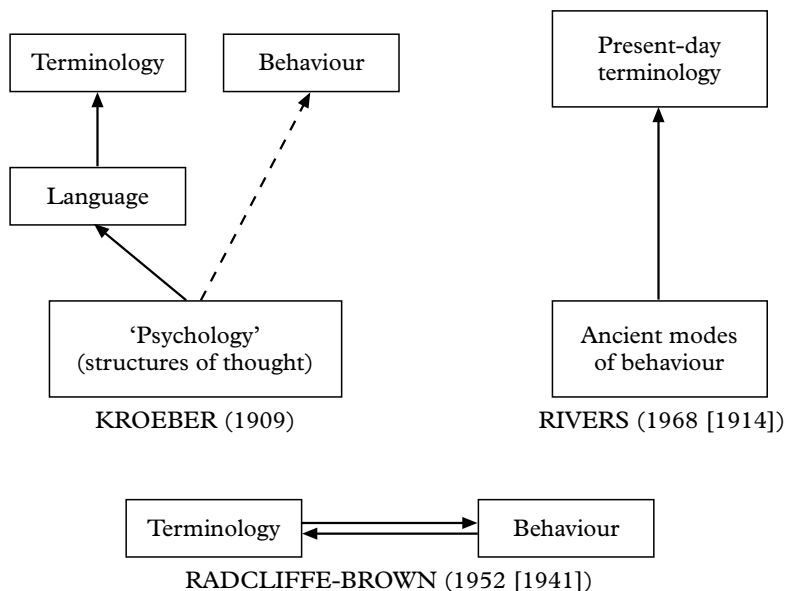 Terminology
Behaviour
Language
‘Psychology’
(structures of thought)
KROEBER (1909)
Present-day
terminology
Ancient modes
of behaviour
RIVERS (1968 [1914])
Terminology
Behaviour
RADCLIFFE-BROWN (1952 [1941])